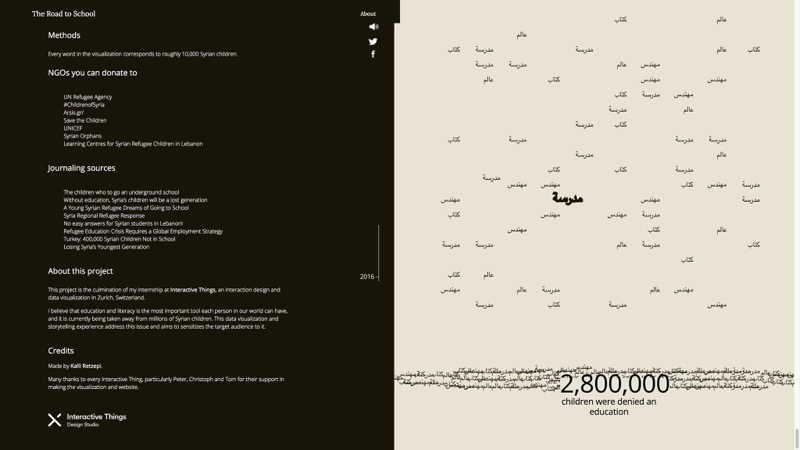 The Road to School
About
Methods
Every word in the visualization corresponds to roughly 10,000 Syrian children.
NGOs you can donate to
UN Refugee Agency
#ChildrenofSyria
Arsis.gr/
Save the Children
UNICEF
Syrian Orphans
Learning Centres for Syrian Refugee Children in Lebanon
Journaling sources
The children who to go an underground school
Without education, Syria's children will be a lost generation
A Young Syrian Refugee Dreams of Going to School
Syria Regional Refugee Response
No easy answers for Syrian students in Lebanoni
Refugee Education Crisis Requires a Global Employment Strategy
Turkey: 400,000 Syrian Children Not in School
Losing Syria's Youngest Generation
2016
About this project
This project is the culmination of my internship at Interactive Things, an interaction design and
data visualization in Zurich, Switzerland.
I believe that education and literacy is the most important tool each person in our world can have,
and it is currently being taken away from millions of Syrian children. This data visualization and
storytelling experience address this issue and aims to sensitizes the target audience to it.
Credits
Made by Kalli Retzepi.
Many thanks to every Interactive Thing, particularly Peter, Christoph and Tom for their support in
making the visualization and website.
Interactive Things
Design Studio
كتاب عالم
عالم
كتاب مدرسة مدرسة عالم كتاب
مدرسة مدرسة عالم مهندس
عالم كتاب مهندس مهندس
كتاب مدرسة مهندس
مدرسة عالم
مدرسة كتاب
كتاب مدرسة مدرسة مدرسة
مدرسة عالم
كتاب كتاب مدرسة
مدرسة
مهندس مهندس كتاب مهندس مدرسة
مهندس مدرسة مهندس مدرسة
كتاب مهندس مهندس مدرسة
كتاب مهندس
مدرسة مدرسة مدرسة عالم مدرسة كتاب
كتاب
كتاب عالم
مهندس عالم مدرسة عالم مهندس
مدرسة كتاب مدرسة مهندس
2,800,000
children were denied an
education